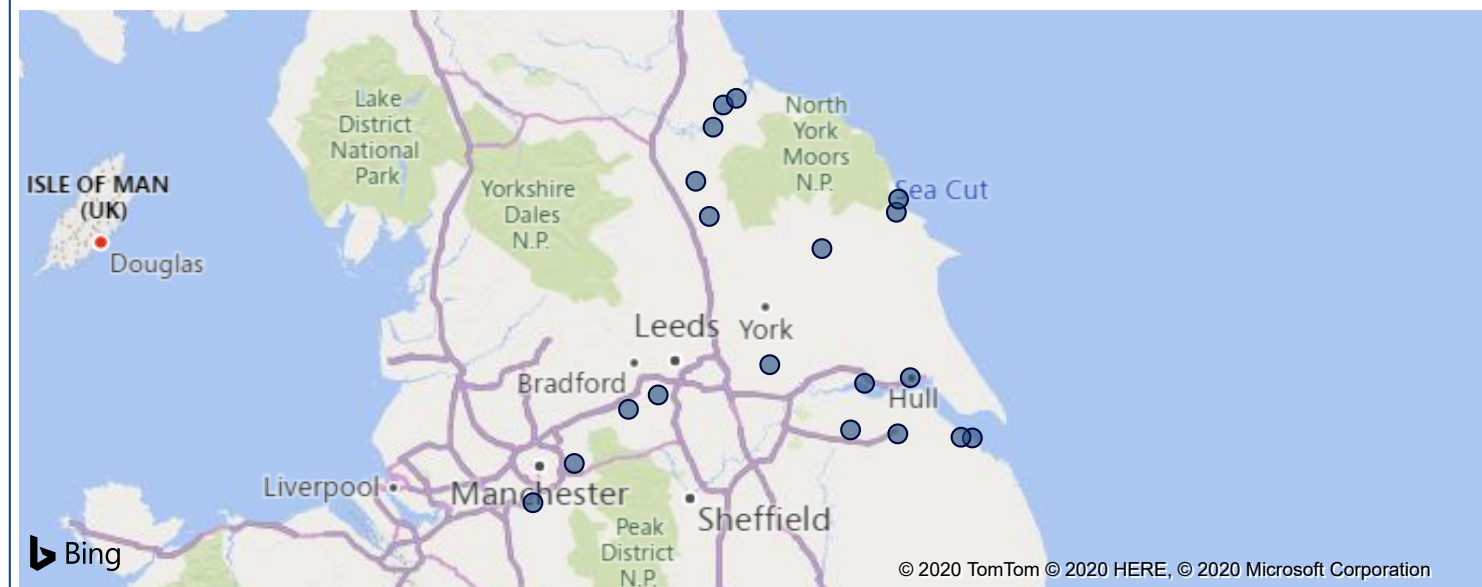 Lake
District
National
Park
North
York
Moors
N.P.
ISLE OF MAN
(UK)
Yorkshire
Dales
N.P.
Sea Cut
Douglas
Leeds
York
Bradford
Hull
Liverpool
Manchester
Sheffield
Peak
District
N.P.
Bing
© 2020 TomTom © 2020 HERE, © 2020 Microsoft Corporation